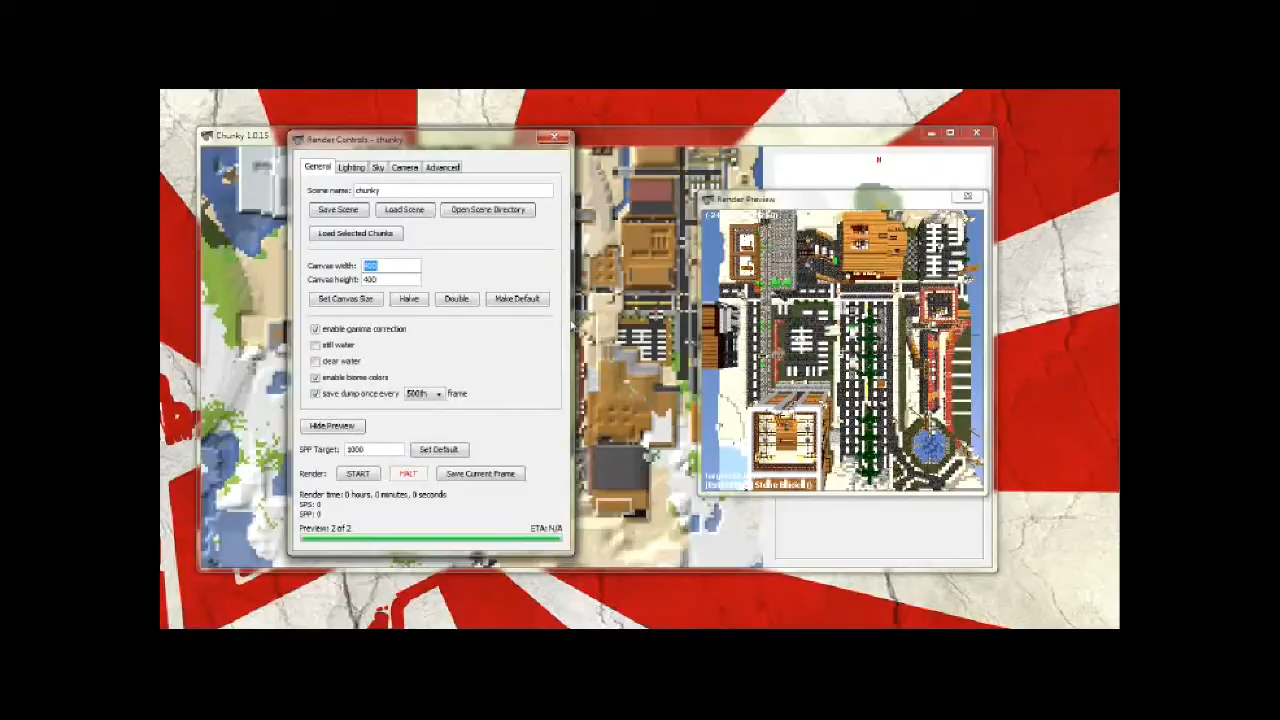 Chunky 1.0.15
Render Controls - chunky
General Lighting Sky Camera Advanced
Scene name: chunky
Save Scene Load Scene Open Scene Directory
Load Selected Chunks
Canvas width:
Canvas height: 400
Set Canvas Size Halve Double Make Default
enable gamma correction
still water
clear water
enable biome colors
save dump once every 500th frame
Hide Preview
SPP Target: 1000 Set Default
Render: START HALT Save Current Frame
Render time: 0 hours, 0 minutes, 0 seconds
SPS: 0
SPP: 0
Preview: 2 of 2 ETA: N/A
N
Render Preview